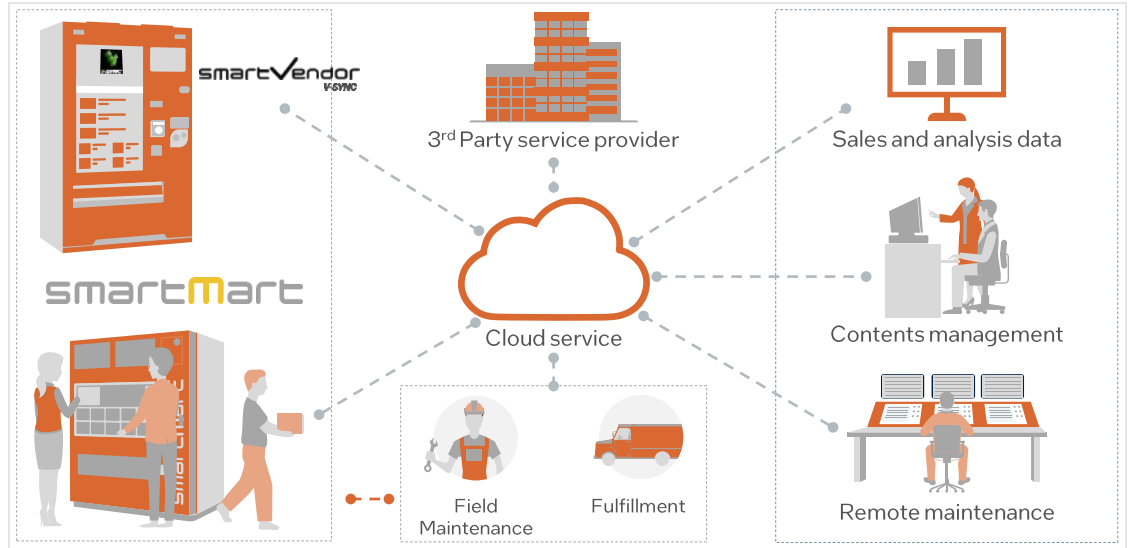 smartVendor
V-SYNC
smartMart
smartmart
3rd Party service provider
Cloud service
Field
Maintenance
Fulfillment
Sales and analysis data
Contents management
Remote maintenance